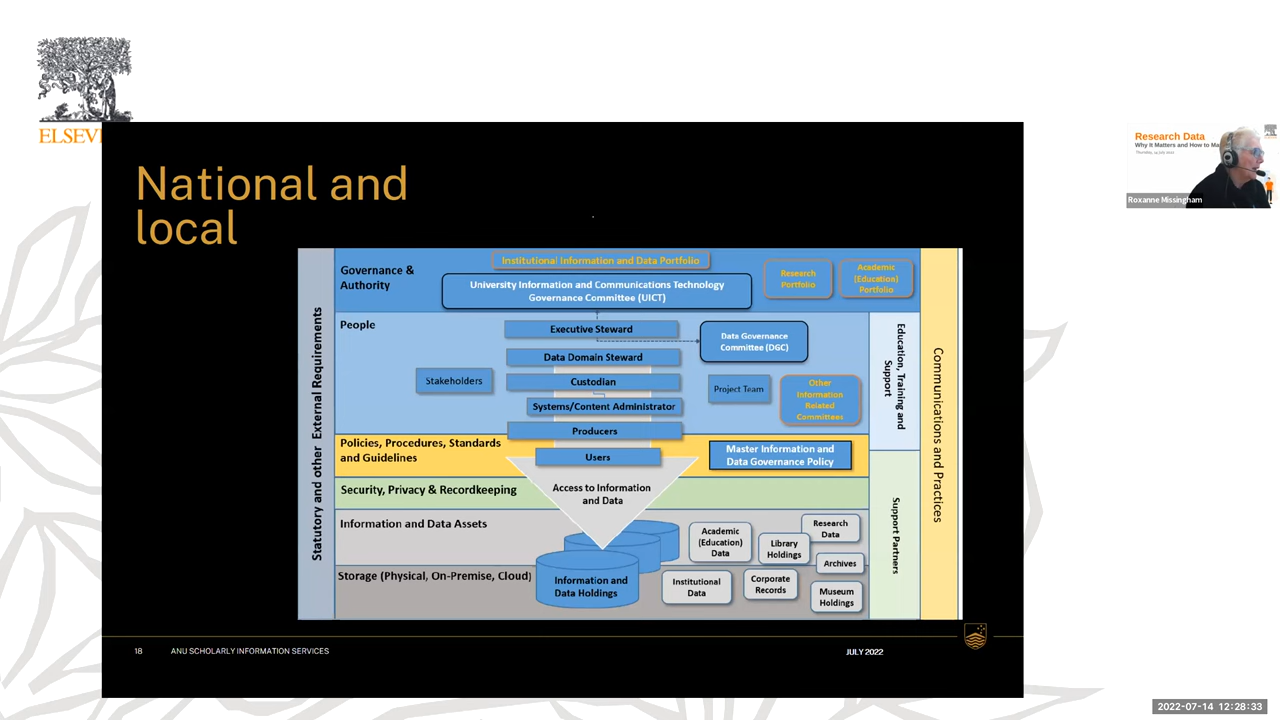 ELSEV
National and
local
Statutory and other External Requirements
Governance &
Authority
Institutional Information and Data Portfolio
University Information and Communications Technology
Governance Committee (UICT)
Research
Portfolio
Academic
(Education)
Portfolio
People
Executive Steward
Data Domain Steward
Stakeholders
Custodian
Systems/Content Administrator
Producers
Data Governance
Committee (DGC)
Project Team
Other
Information
Related
Committees
Education, Training and
Support
Communications and Practices
Policies, Procedures, Standards
and Guidelines
Users
Master Information and
Data Governance Policy
Security, Privacy & Recordkeeping
Access to Information
and Data
Support Partners
Information and Data Assets
Academic
(Education)
Data
Library
Holdings
Research
Data
Archives
Storage (Physical, On-Premise, Cloud)
Information and
Data Holdings
Institutional
Data
Corporate
Records
Museum
Holdings
18
ANU SCHOLARLY INFORMATION SERVICES
JULY 2022
Research Data
Why It Matters and How to Ma
Roxanne Missingham
2022-07-14 12:28:33